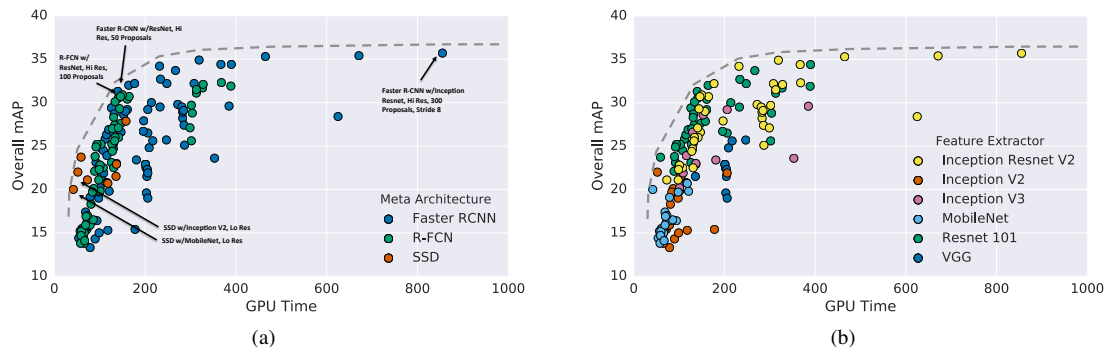 Faster R-CNN w/ResNet, Hi
Res, 50 Proposals
R-FCN w/
ResNet, Hi Res,
100 Proposals
Faster R-CNN w/Inception
Resnet, Hi Res, 300
Proposals, Stride 8
SSD w/Inception V2, Lo Res
SSD w/MobileNet, Lo Res
Overall mAP
40
35
30
25
20
15
10
0
200
400
600
800
1000
GPU Time
Meta Architecture
Faster RCNN
R-FCN
SSD
(a)
Overall mAP
40
35
30
25
20
15
10
0
200
400
600
800
1000
GPU Time
Feature Extractor
Inception Resnet V2
Inception V2
Inception V3
MobileNet
Resnet 101
VGG
(b)